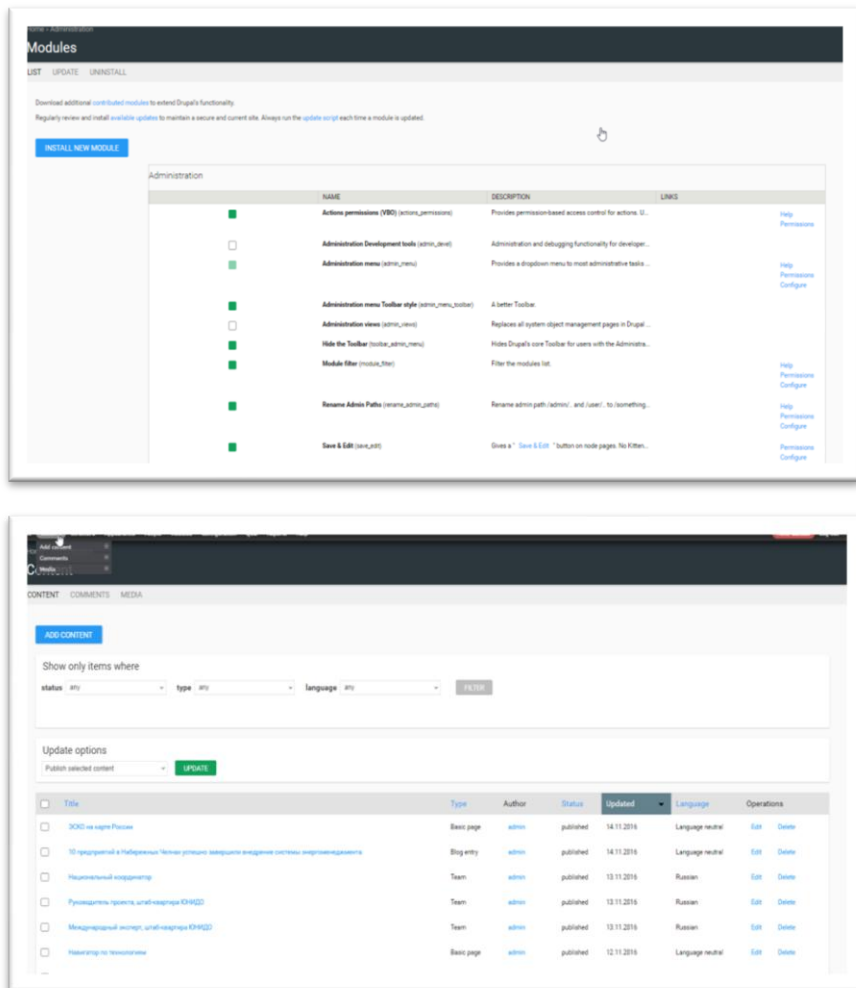 Home » Administration
Modules
LIST UPDATE UNINSTALL
Download additional contributed modules to extend Drupal's functionality.
Regularly review and install available updates to maintain a secure and current site. Always run the update script each time a module is updated.
INSTALL NEW MODULE
Administration
NAME DESCRIPTION LINKS
Actions permissions (VBO) (actions_permissions) Provides permission-based access control for actions. U... Help
Permissions
Administration Development tools (admin_devel) Administration and debugging functionality for developer...
Administration menu (admin_menu) Provides a dropdown menu to most administrative tasks ... Help
Permissions
Configure
Administration menu Toolbar style (admin_menu_toolbar) A better Toolbar.
Administration views (admin_views) Replaces all system object management pages in Drupal ...
Hide the Toolbar (toolbar_admin_menu) Hides Drupal's core Toolbar for users with the Administra...
Module filter (module_filter) Filter the modules list. Help
Permissions
Configure
Rename Admin Paths (rename_admin_paths) Rename admin path /admin/.. and /user/.. to /something... Help
Permissions
Configure
Save & Edit (save_edit) Gives a " Save & Edit " button on node pages. No Kitten... Permissions
Configure
Add content
Comments
Media
Content
CONTENT COMMENTS MEDIA
ADD CONTENT
Show only items where
status any type any language any FILTER
Update options
Publish selected content UPDATE
Title Type Author Status Updated Language Operations
ЭСКО на карте России Basic page admin published 14.11.2016 Language neutral Edit Delete
10 предприятий в Набережных Челнах успешно завершили внедрение системы энергоменеджмента Blog entry admin published 14.11.2016 Language neutral Edit Delete
Национальный координатор Team admin published 13.11.2016 Russian Edit Delete
Руководитель проекта, штаб-квартира ЮНИДО Team admin published 13.11.2016 Russian Edit Delete
Международный эксперт, штаб-квартира ЮНИДО Team admin published 13.11.2016 Russian Edit Delete
Навигатор по технологиям Basic page admin published 12.11.2016 Language neutral Edit Delete